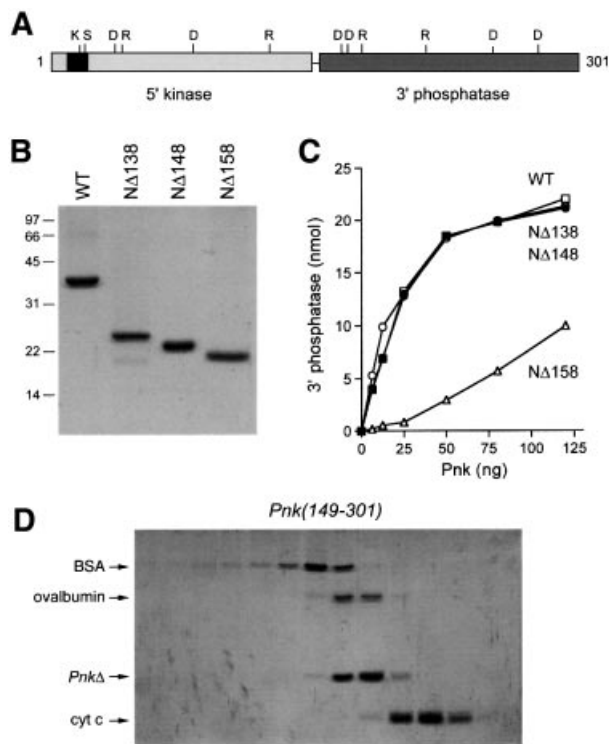 A
K S D R D R D D R R D D
1 301
5' kinase 3' phosphatase
B
WT NΔ138 NΔ148 NΔ158
97
66
45
31
22
14
C
3' phosphatase (nmol)
25
20
15
10
5
0
WT
NΔ138
NΔ148
NΔ158
0 25 50 75 100 125
Pnk (ng)
D
Pnk(149-301)
BSA
ovalbumin
PnkΔ
cyt c